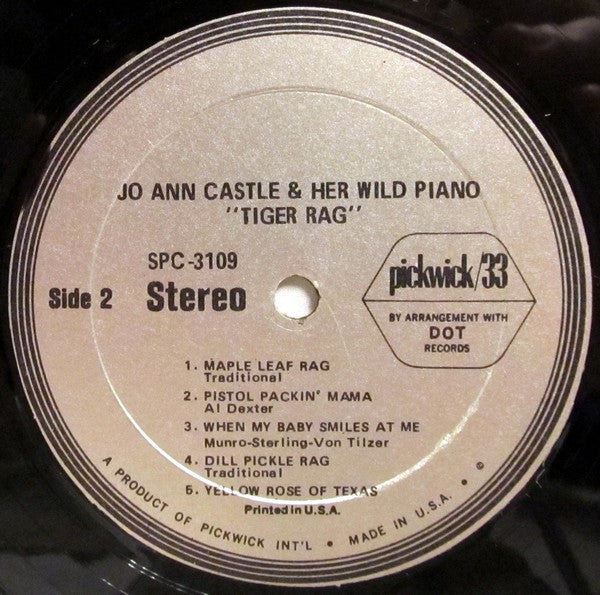 JO ANN CASTLE & HER WILD PIANO
"TIGER RAG"
SPC-3109
Side 2 Stereo
pickwick/33
BY ARRANGEMENT WITH
DOT
RECORDS
1. MAPLE LEAF RAG
Traditional
2. PISTOL PACKIN' MAMA
Al Dexter
3. WHEN MY BABY SMILES AT ME
Munro-Sterling-Von Tilzer
4. DILL PICKLE RAG
Traditional
5. YELLOW ROSE OF TEXAS
Printed in U.S.A.
A PRODUCT OF PICKWICK INT'L • MADE IN U.S.A. • ©